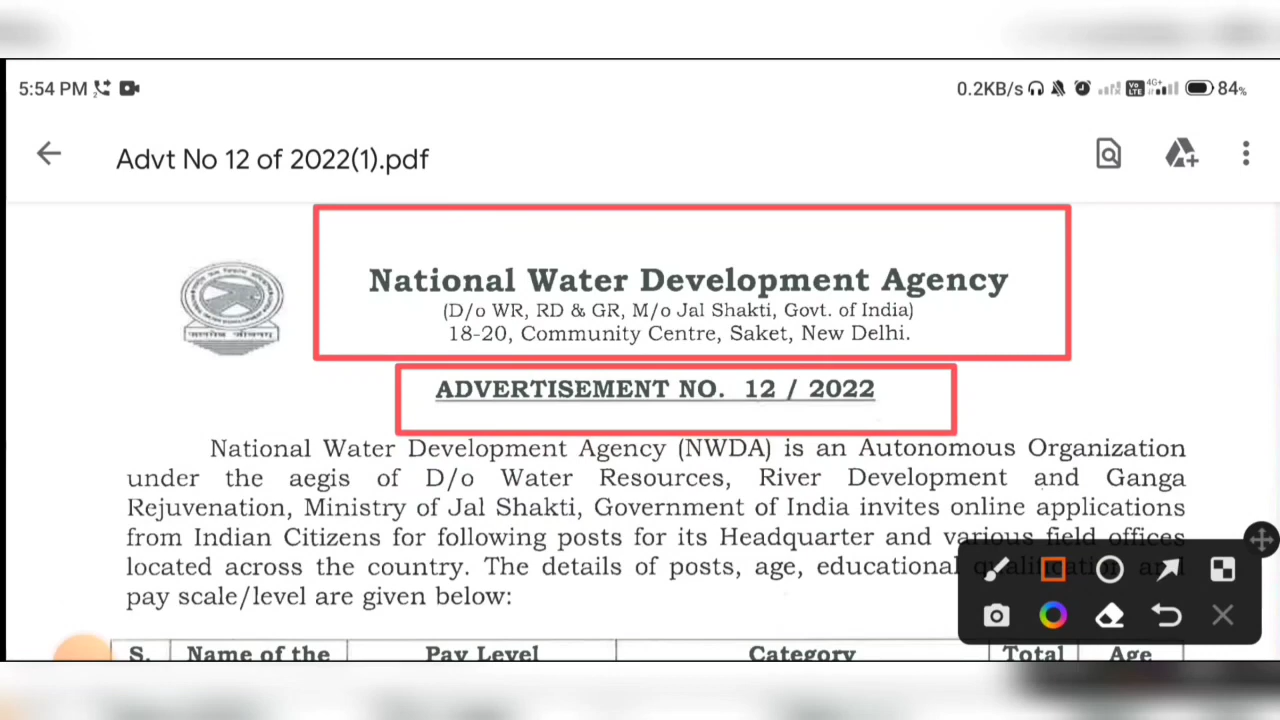 5:54 PM
0.2KB/s 4G+ Vo LTE 84%
Advt No 12 of 2022(1).pdf
National Water Development Agency
(D/o WR, RD & GR, M/o Jal Shakti, Govt. of India)
18-20, Community Centre, Saket, New Delhi.
ADVERTISEMENT NO. 12 / 2022
National Water Development Agency (NWDA) is an Autonomous Organization
under the aegis of D/o Water Resources, River Development and Ganga
Rejuvenation, Ministry of Jal Shakti, Government of India invites online applications
from Indian Citizens for following posts for its Headquarter and various field offices
located across the country. The details of posts, age, educational qualification and
pay scale/level are given below:
S. Name of the Pay Level Category Total Age